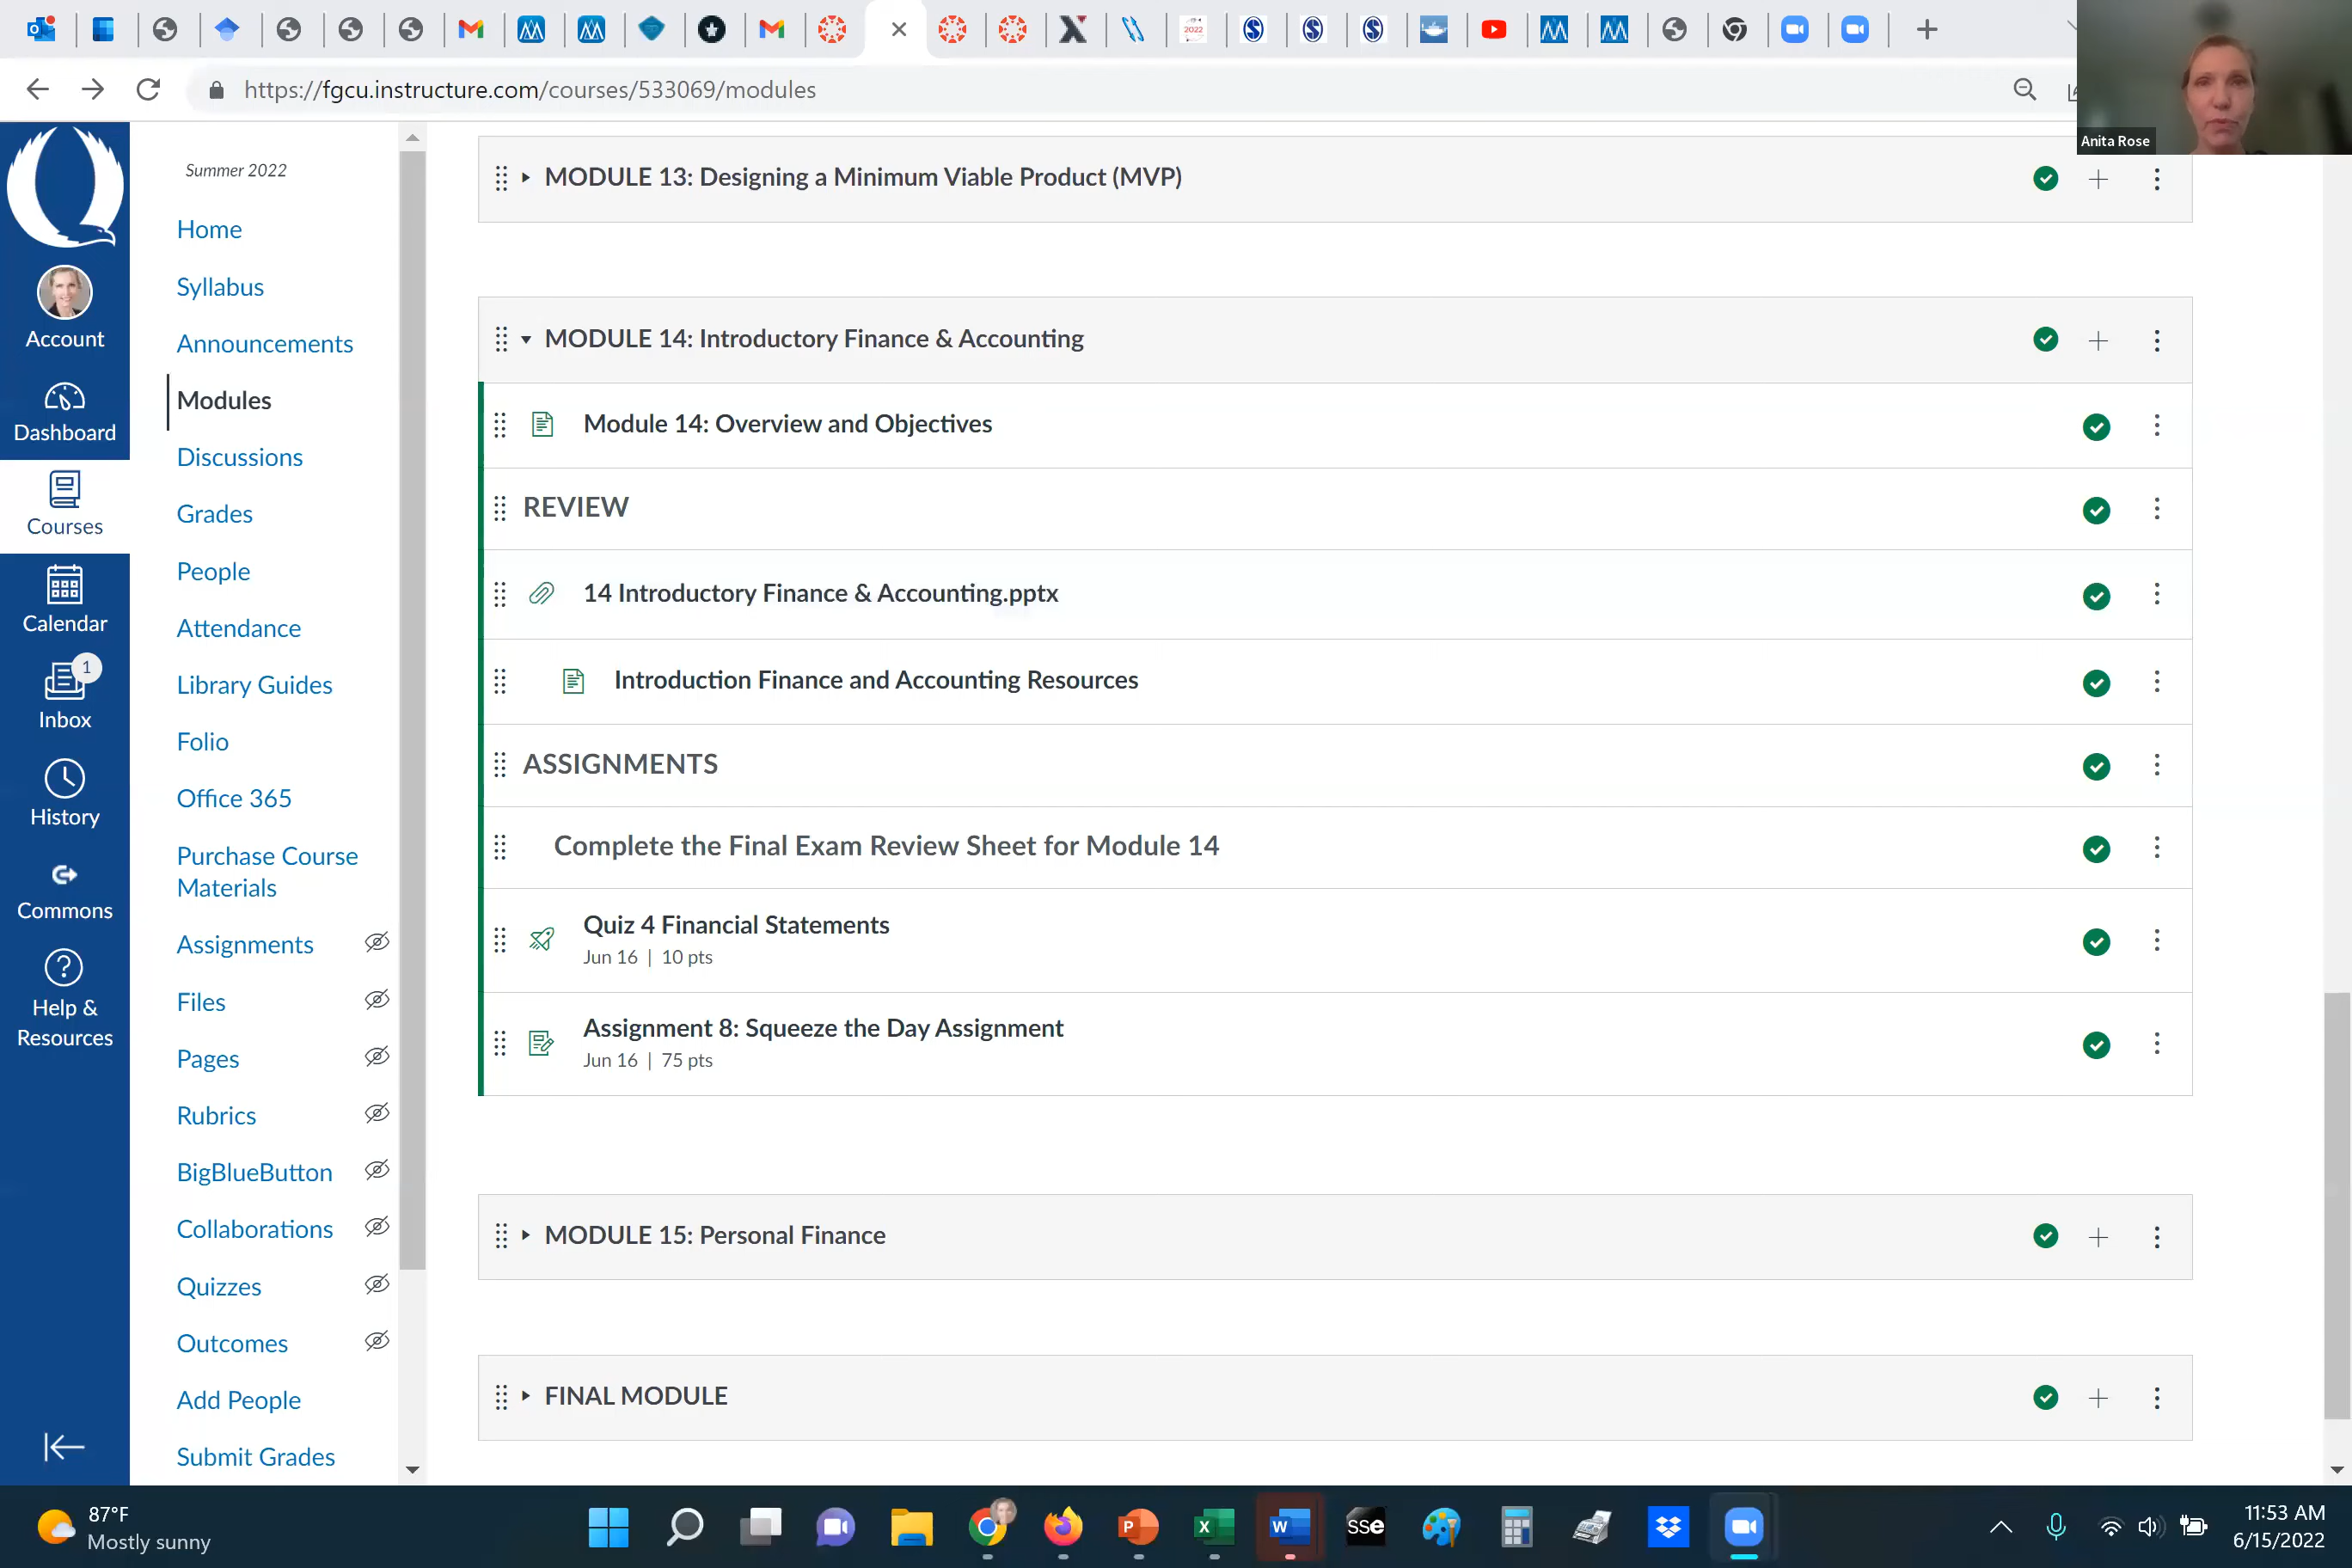 https://fgcu.instructure.com/courses/533069/modules
Anita Rose
Account
Dashboard
Courses
Calendar
1
Inbox
History
Commons
Help &
Resources
Summer 2022
Home
Syllabus
Announcements
Modules
Discussions
Grades
People
Attendance
Library Guides
Folio
Office 365
Purchase Course
Materials
Assignments
Files
Pages
Rubrics
BigBlueButton
Collaborations
Quizzes
Outcomes
Add People
Submit Grades
MODULE 13: Designing a Minimum Viable Product (MVP)
MODULE 14: Introductory Finance & Accounting
Module 14: Overview and Objectives
REVIEW
14 Introductory Finance & Accounting.pptx
Introduction Finance and Accounting Resources
ASSIGNMENTS
Complete the Final Exam Review Sheet for Module 14
Quiz 4 Financial Statements
Jun 16 | 10 pts
Assignment 8: Squeeze the Day Assignment
Jun 16 | 75 pts
MODULE 15: Personal Finance
FINAL MODULE
87°F
Mostly sunny
sse
11:53 AM
6/15/2022